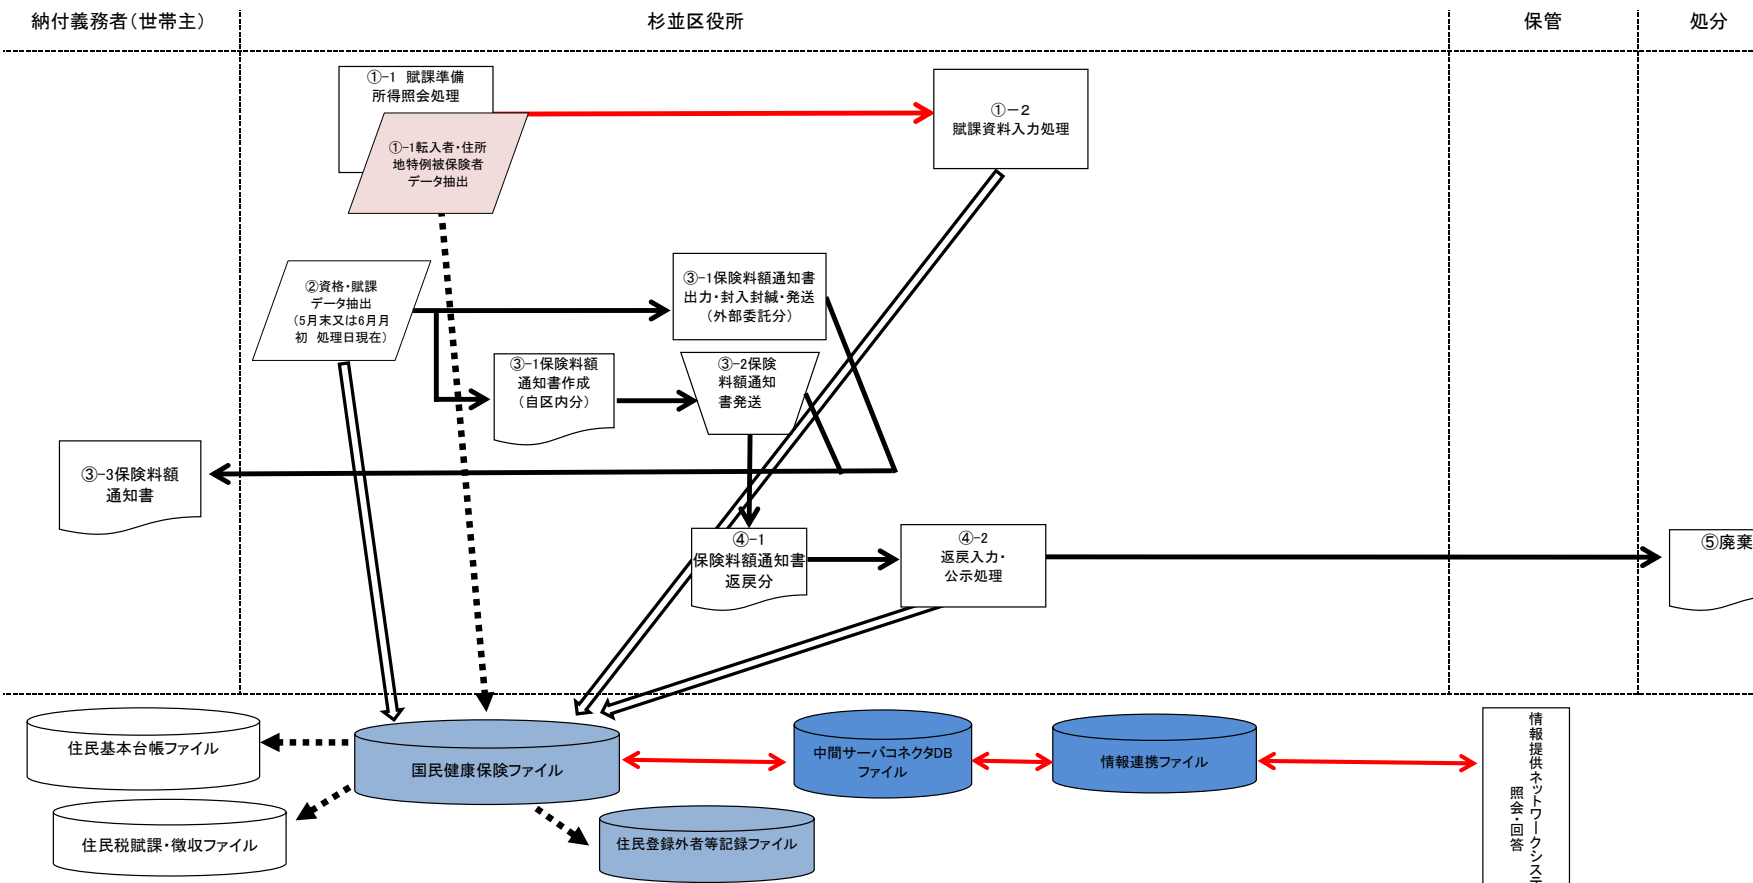 納付義務者（世帯主）
杉並区役所
保管
処分
①-1　賦課準備
所得照会処理
①-1転入者・住所
地特例被保険者
データ抽出
①－2
賦課資料入力処理
②資格・賦課
データ抽出
（5月末又は6月月
初　処理日現在）
③-1保険料額通知書
出力・封入封緘・発送
（外部委託分）
③-1保険料額
通知書作成
（自区内分）
③-2保険
料額通知
書発送
③-3保険料額
通知書
④-1
保険料額通知書
返戻分
④-2
返戻入力・
公示処理
⑤廃棄
住民基本台帳ファイル
国民健康保険ファイル
中間サーバコネクタDB
ファイル
情報連携ファイル
情報提供ネットワークシステ
照会・回答
住民税賦課・徴収ファイル
住民登録外者等記録ファイル